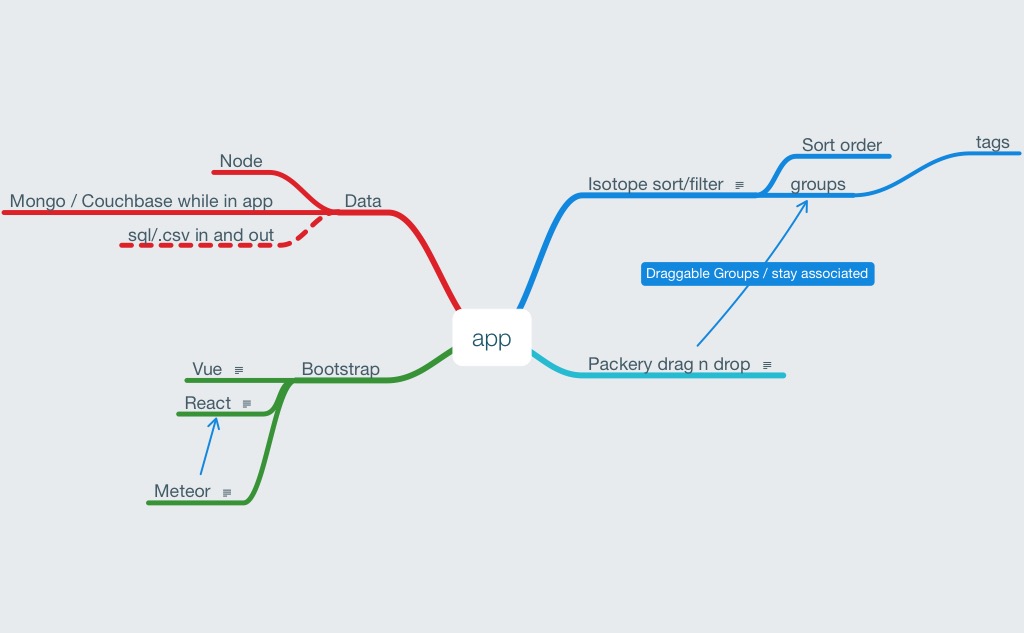 Node
Mongo / Couchbase while in app
sql/.csv in and out
Data
Isotope sort/filter
Sort order
groups
tags
Draggable Groups / stay associated
app
Packery drag n drop
Bootstrap
Vue
React
Meteor